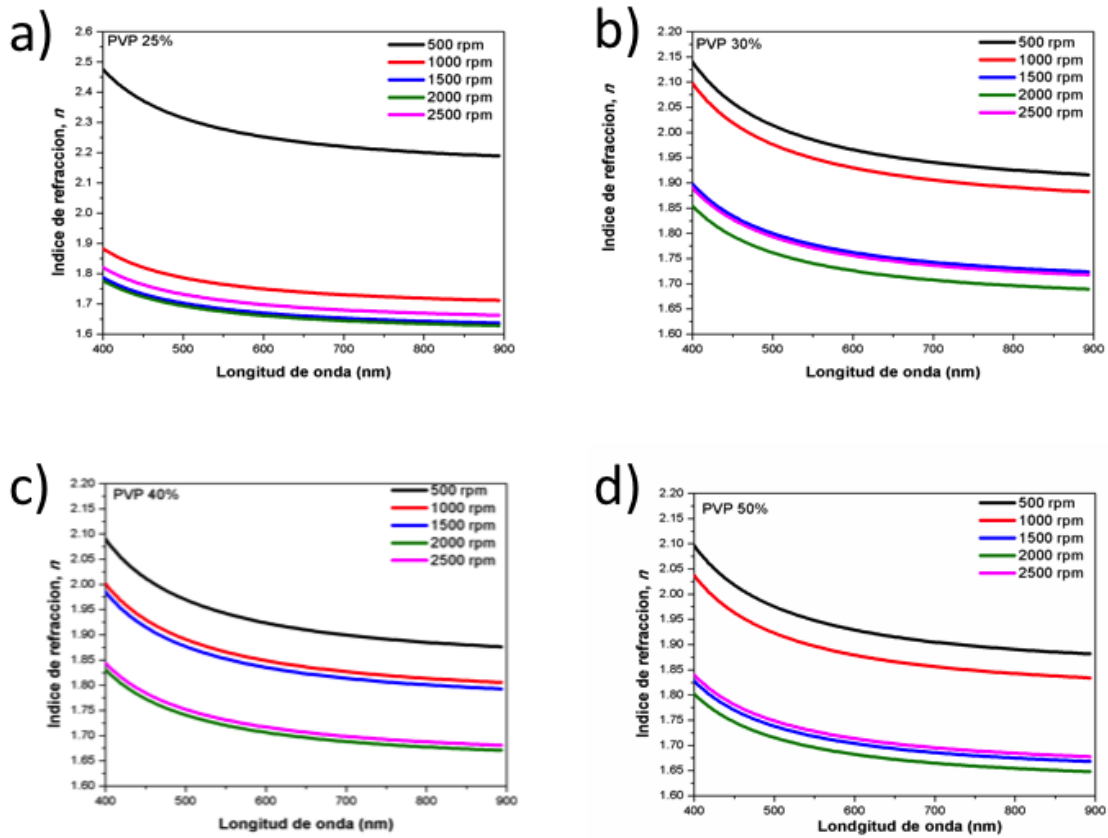 a)
PVP 25%
500 rpm
1000 rpm
1500 rpm
2000 rpm
2500 rpm
2.6
2.5
2.4
2.3
2.2
2.1
2.0
1.9
1.8
1.7
1.6
Indice de refraccion, n
400 500 600 700 800 900
Longitud de onda (nm)
b)
PVP 30%
500 rpm
1000 rpm
1500 rpm
2000 rpm
2500 rpm
2.20
2.15
2.10
2.05
2.00
1.95
1.90
1.85
1.80
1.75
1.70
1.65
1.60
Indice de refraccion, n
400 500 600 700 800 900
Longitud de onda (nm)
c)
PVP 40%
500 rpm
1000 rpm
1500 rpm
2000 rpm
2500 rpm
2.20
2.15
2.10
2.05
2.00
1.95
1.90
1.85
1.80
1.75
1.70
1.65
1.60
Indice de refraccion, n
400 500 600 700 800 900
Longitud de onda (nm)
d)
PVP 50%
500 rpm
1000 rpm
1500 rpm
2000 rpm
2500 rpm
2.20
2.15
2.10
2.05
2.00
1.95
1.90
1.85
1.80
1.75
1.70
1.65
1.60
Indice de refraccion, n
400 500 600 700 800 900
Londgitud de onda (nm)